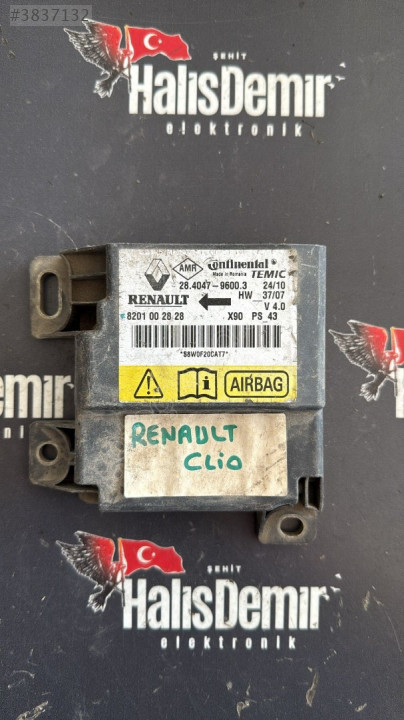 #3837132
ŞEHİT
HalisDemir
elektronik
AMR
Continental
Made in Romania TEMIC
28.4047-9600.3 24/10
HW 37/07
RENAULT
V 4.0
8201 00 28 28 X90 PS 43
*S8W0F20CAT7*
AIRBAG
RENAULT
CLiO
ŞEHİT
HalisDemir
elektronik